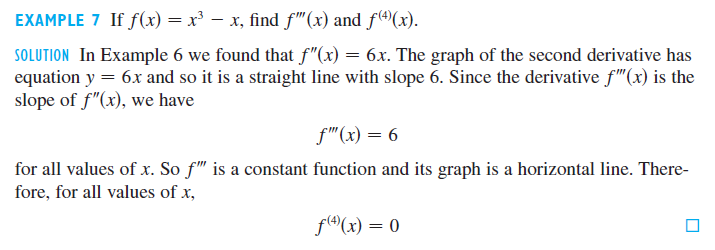 EXAMPLE 7 If f(x) = x³ − x, find f‴(x) and f⁽⁴⁾(x).
SOLUTION In Example 6 we found that f″(x) = 6x. The graph of the second derivative has
equation y = 6x and so it is a straight line with slope 6. Since the derivative f‴(x) is the
slope of f″(x), we have
f‴(x) = 6
for all values of x. So f‴ is a constant function and its graph is a horizontal line. There-
fore, for all values of x,
f⁽⁴⁾(x) = 0